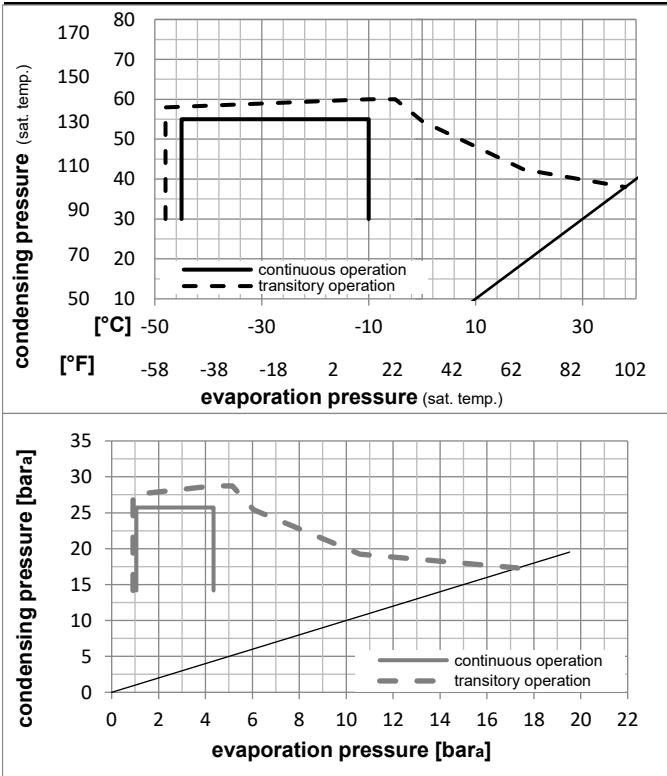 condensing pressure (sat. temp.)
170 80
150 70
60
130 50
110 40
90 30
70 20
50 10
continuous operation
transitory operation
[°C] -50 -30 -10 10 30
[°F] -58 -38 -18 2 22 42 62 82 102
evaporation pressure (sat. temp.)
condensing pressure [bara]
35
30
25
20
15
10
5
0
continuous operation
transitory operation
0 2 4 6 8 10 12 14 16 18 20 22
evaporation pressure [bara]